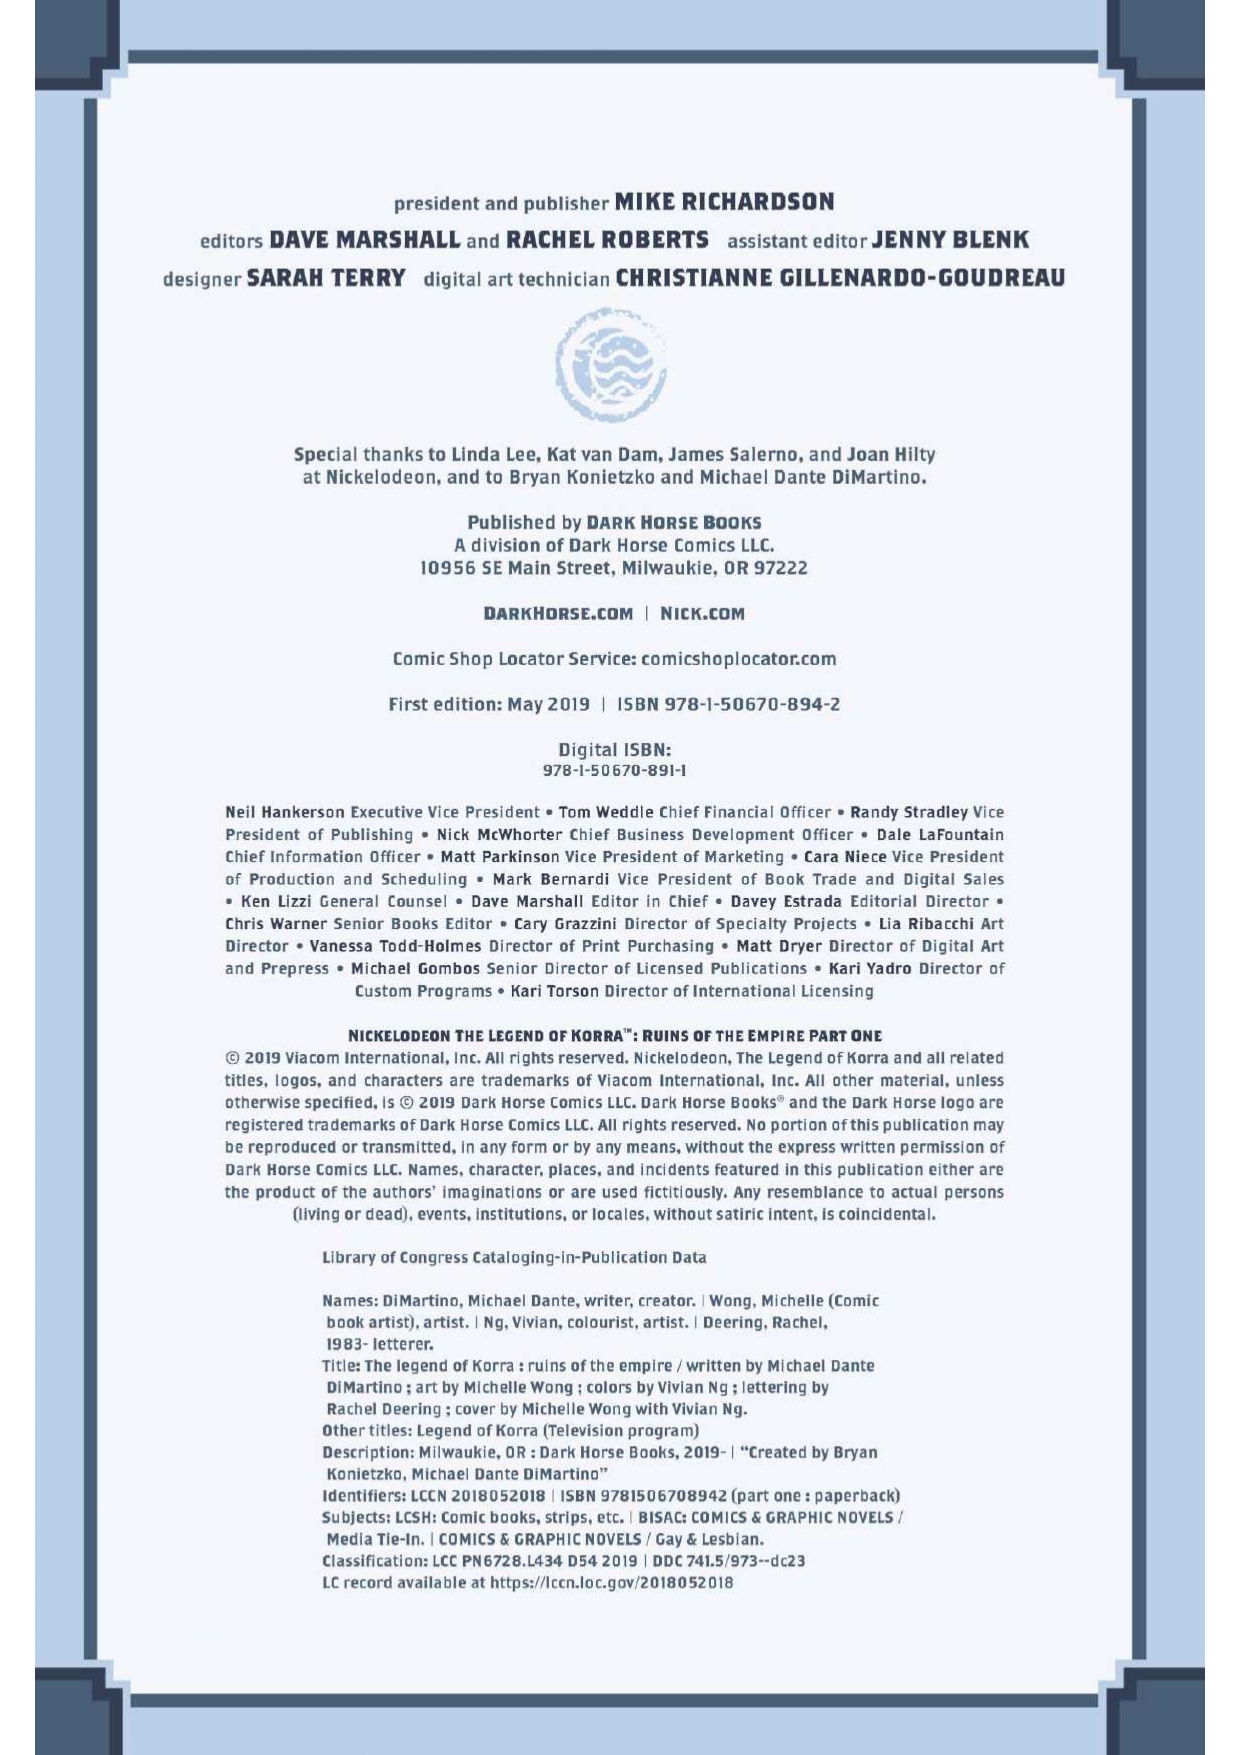 president and publisher MIKE RICHARDSON
editors DAVE MARSHALL and RACHEL ROBERTS assistant editor JENNY BLENK
designer SARAH TERRY digital art technician CHRISTIANNE GILLENARDO-GOUDREAU
Special thanks to Linda Lee, Kat van Dam, James Salerno, and Joan Hilty
at Nickelodeon, and to Bryan Konietzko and Michael Dante DiMartino.
Published by DARK HORSE BOOKS
A division of Dark Horse Comics LLC.
10956 SE Main Street, Milwaukie, OR 97222
DARKHORSE.COM | NICK.COM
Comic Shop Locator Service: comicshoplocator.com
First edition: May 2019 | ISBN 978-1-50670-894-2
Digital ISBN:
978-1-50670-891-1
Neil Hankerson Executive Vice President • Tom Weddle Chief Financial Officer • Randy Stradley Vice
President of Publishing • Nick McWhorter Chief Business Development Officer • Dale LaFountain
Chief Information Officer • Matt Parkinson Vice President of Marketing • Cara Niece Vice President
of Production and Scheduling • Mark Bernardi Vice President of Book Trade and Digital Sales
• Ken Lizzi General Counsel • Dave Marshall Editor in Chief • Davey Estrada Editorial Director •
Chris Warner Senior Books Editor • Cary Grazzini Director of Specialty Projects • Lia Ribacchi Art
Director • Vanessa Todd-Holmes Director of Print Purchasing • Matt Dryer Director of Digital Art
and Prepress • Michael Gombos Senior Director of Licensed Publications • Kari Yadro Director of
Custom Programs • Kari Torson Director of International Licensing
NICKELODEON THE LEGEND OF KORRA™: RUINS OF THE EMPIRE PART ONE
© 2019 Viacom International, Inc. All rights reserved. Nickelodeon, The Legend of Korra and all related
titles, logos, and characters are trademarks of Viacom International, Inc. All other material, unless
otherwise specified, is © 2019 Dark Horse Comics LLC. Dark Horse Books® and the Dark Horse logo are
registered trademarks of Dark Horse Comics LLC. All rights reserved. No portion of this publication may
be reproduced or transmitted, in any form or by any means, without the express written permission of
Dark Horse Comics LLC. Names, character, places, and incidents featured in this publication either are
the product of the authors' imaginations or are used fictitiously. Any resemblance to actual persons
(living or dead), events, institutions, or locales, without satiric intent, is coincidental.
Library of Congress Cataloging-in-Publication Data
Names: DiMartino, Michael Dante, writer, creator. | Wong, Michelle (Comic
book artist), artist. | Ng, Vivian, colourist, artist. | Deering, Rachel,
1983- letterer.
Title: The legend of Korra : ruins of the empire / written by Michael Dante
DiMartino ; art by Michelle Wong ; colors by Vivian Ng ; lettering by
Rachel Deering ; cover by Michelle Wong with Vivian Ng.
Other titles: Legend of Korra (Television program)
Description: Milwaukie, OR : Dark Horse Books, 2019- | “Created by Bryan
Konietzko, Michael Dante DiMartino”
Identifiers: LCCN 2018052018 | ISBN 9781506708942 (part one : paperback)
Subjects: LCSH: Comic books, strips, etc. | BISAC: COMICS & GRAPHIC NOVELS /
Media Tie-In. | COMICS & GRAPHIC NOVELS / Gay & Lesbian.
Classification: LCC PN6728.L434 D54 2019 | DDC 741.5/973--dc23
LC record available at https://lccn.loc.gov/2018052018